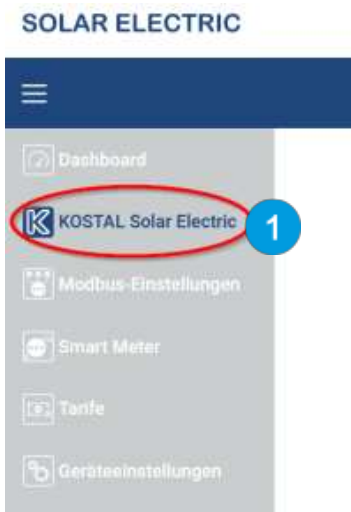 SOLAR ELECTRIC
Dashboard
KOSTAL Solar Electric
1
Modbus-Einstellungen
Smart Meter
Tarife
Geräteeinstellungen